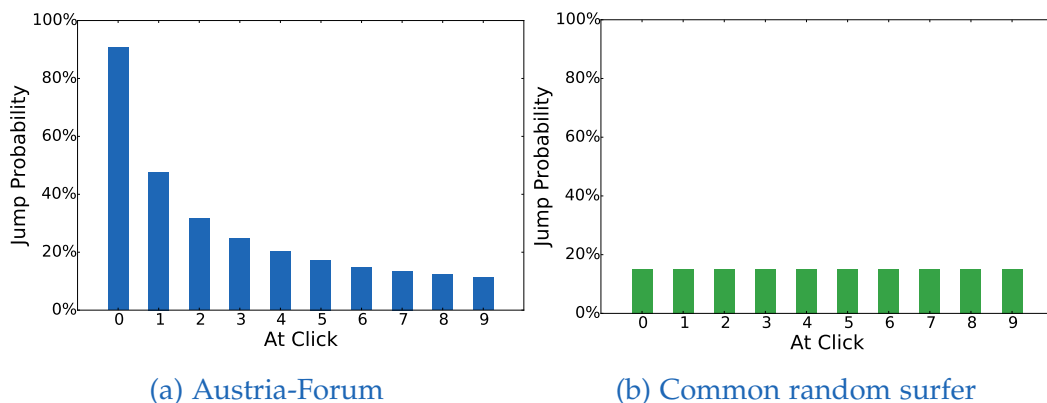 100%
80%
60%
40%
20%
0%
Jump Probability
0 1 2 3 4 5 6 7 8 9
At Click
(a) Austria-Forum
100%
80%
60%
40%
20%
0%
Jump Probability
0 1 2 3 4 5 6 7 8 9
At Click
(b) Common random surfer